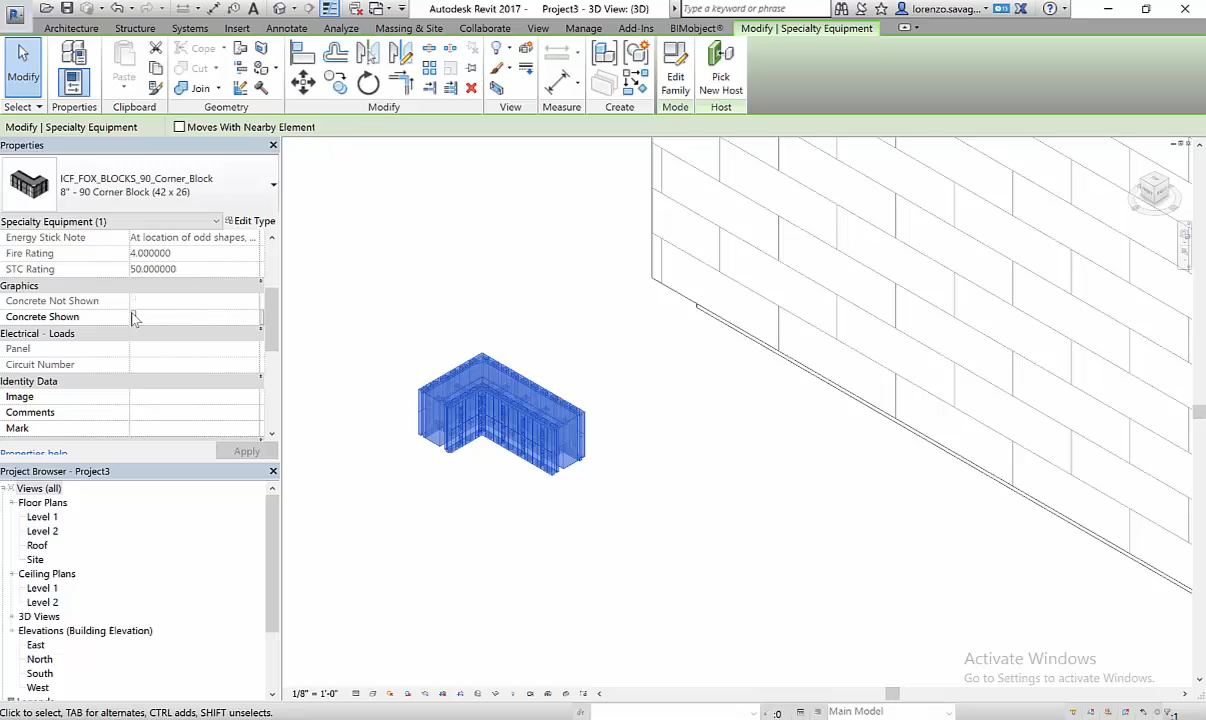 Autodesk Revit 2017 - Project3 - 3D View: {3D}
Type a keyword or phrase
lorenzo.savag...
Architecture Structure Systems Insert Annotate Analyze Massing & Site Collaborate View Manage Add-Ins BIMobject® Modify | Specialty Equipment
Modify
Paste
Cope
Cut
Join
Edit Family
Pick New Host
Select Properties Clipboard Geometry Modify View Measure Create Mode Host
Modify | Specialty Equipment Moves With Nearby Element
Properties
ICF_FOX_BLOCKS_90_Corner_Block
8" - 90 Corner Block (42 x 26)
Specialty Equipment (1) Edit Type
Energy Stick Note At location of odd shapes, ...
Fire Rating 4.000000
STC Rating 50.000000
Graphics
Concrete Not Shown
Concrete Shown
Electrical - Loads
Panel
Circuit Number
Identity Data
Image
Comments
Mark
Properties help
Apply
Project Browser - Project3
Views (all)
Floor Plans
Level 1
Level 2
Roof
Site
Ceiling Plans
Level 1
Level 2
3D Views
Elevations (Building Elevation)
East
North
South
West
1/8" = 1'-0"
Activate Windows
Go to Settings to activate Windows.
Click to select, TAB for alternates, CTRL adds, SHIFT unselects.
:0
Main Model
:1